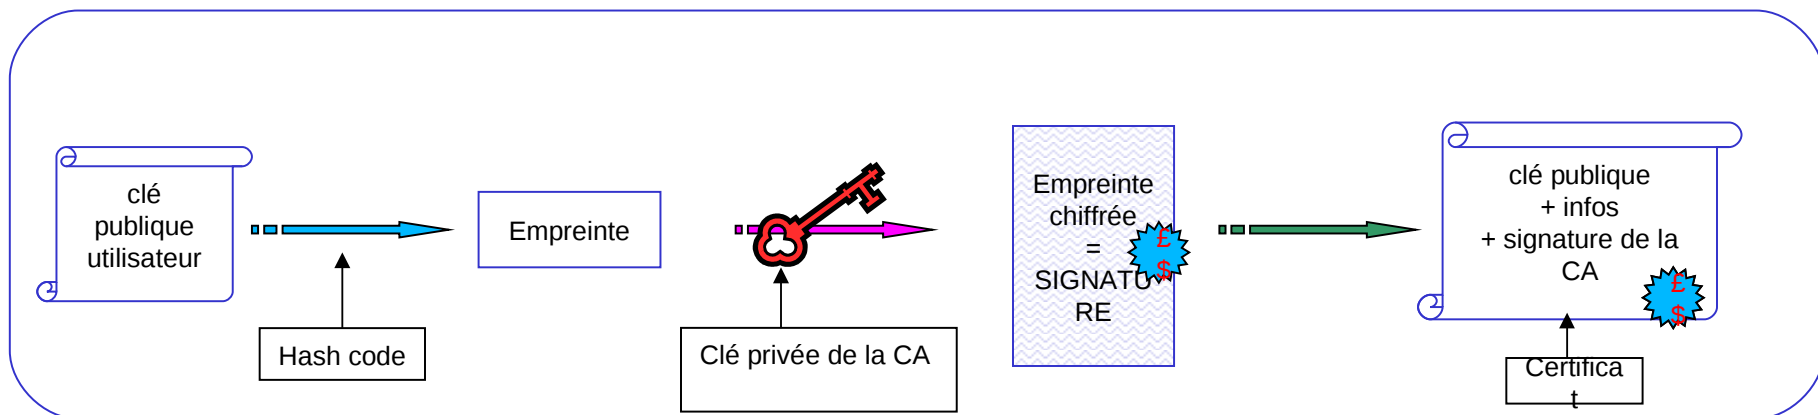 clé
publique
utilisateur
Hash code
Empreinte
Clé privée de la CA
Empreinte
chiffrée
=
SIGNATU
RE
£
$
clé publique
+ infos
+ signature de la
CA
£
$
Certifica
t